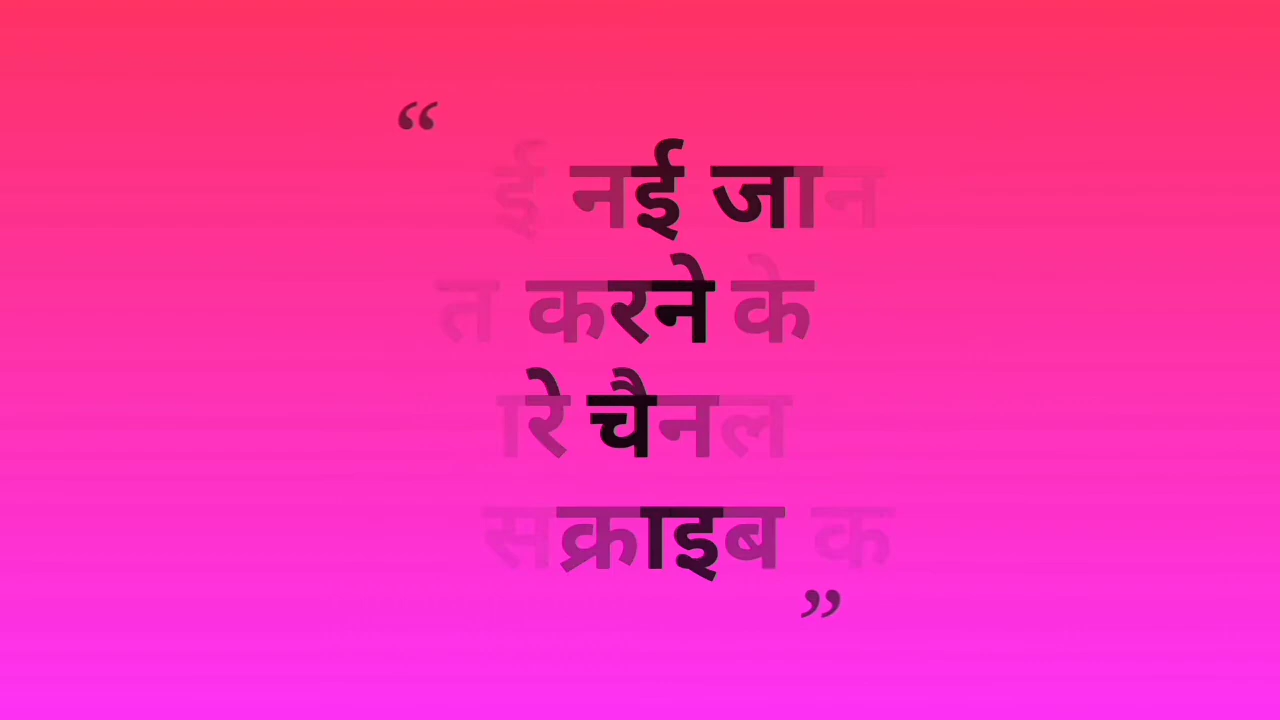 “
ई नई जान
त करने के
ारे चैनल
सक्राइब क
”